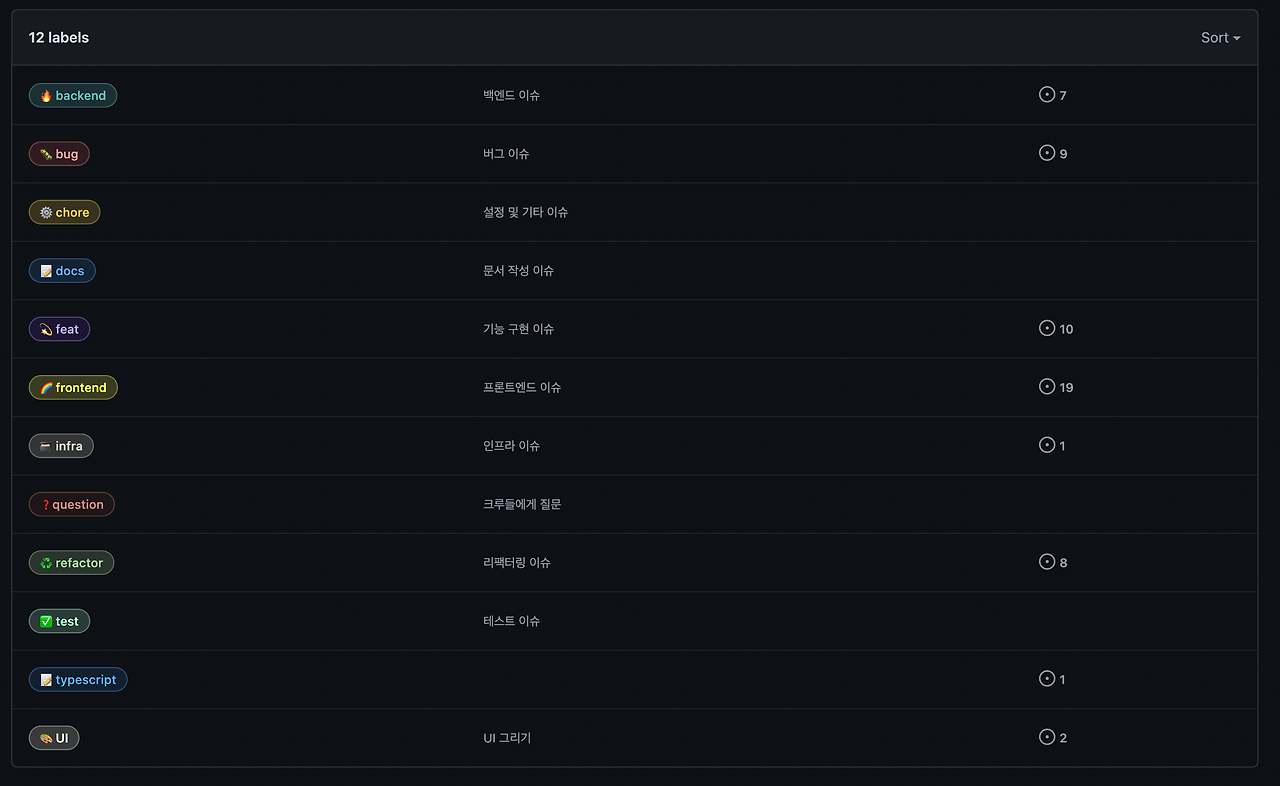 12 labels Sort
🔥 backend 백엔드 이슈 7
🐛 bug 버그 이슈 9
⚙️ chore 설정 및 기타 이슈
📝 docs 문서 작성 이슈
💫 feat 기능 구현 이슈 10
🌈 frontend 프론트엔드 이슈 19
infra 인프라 이슈 1
❓ question 크루들에게 질문
♻️ refactor 리팩터링 이슈 8
✅ test 테스트 이슈
📝 typescript 1
🎨 UI UI 그리기 2